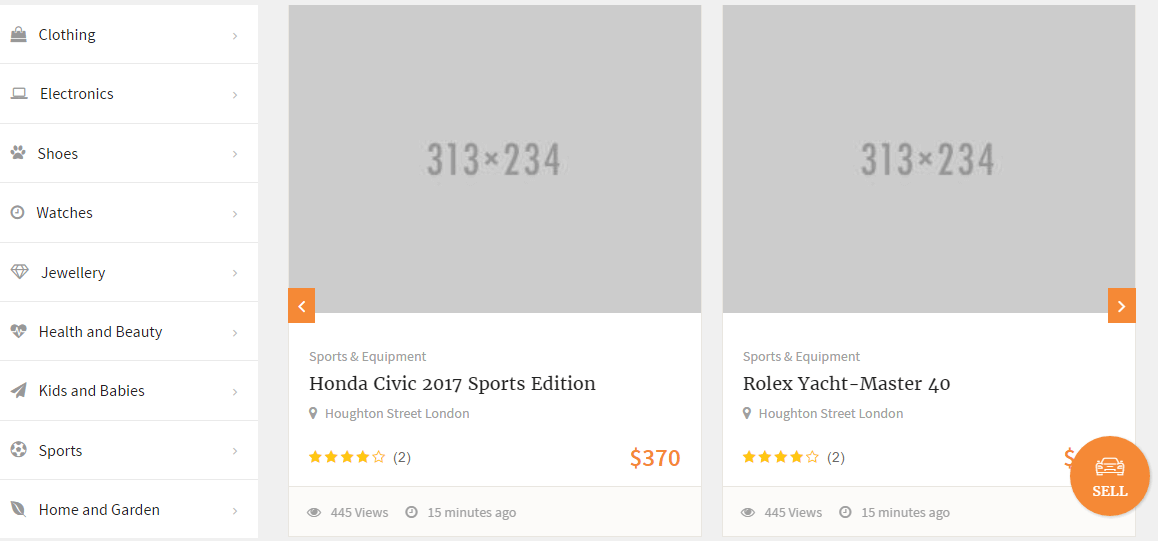 Clothing
Electronics
Shoes
Watches
Jewellery
Health and Beauty
Kids and Babies
Sports
Home and Garden
313×234
Sports & Equipment
Honda Civic 2017 Sports Edition
Houghton Street London
(2)
$370
445 Views
15 minutes ago
313×234
Sports & Equipment
Rolex Yacht-Master 40
Houghton Street London
(2)
$
SELL
445 Views
15 minutes ago